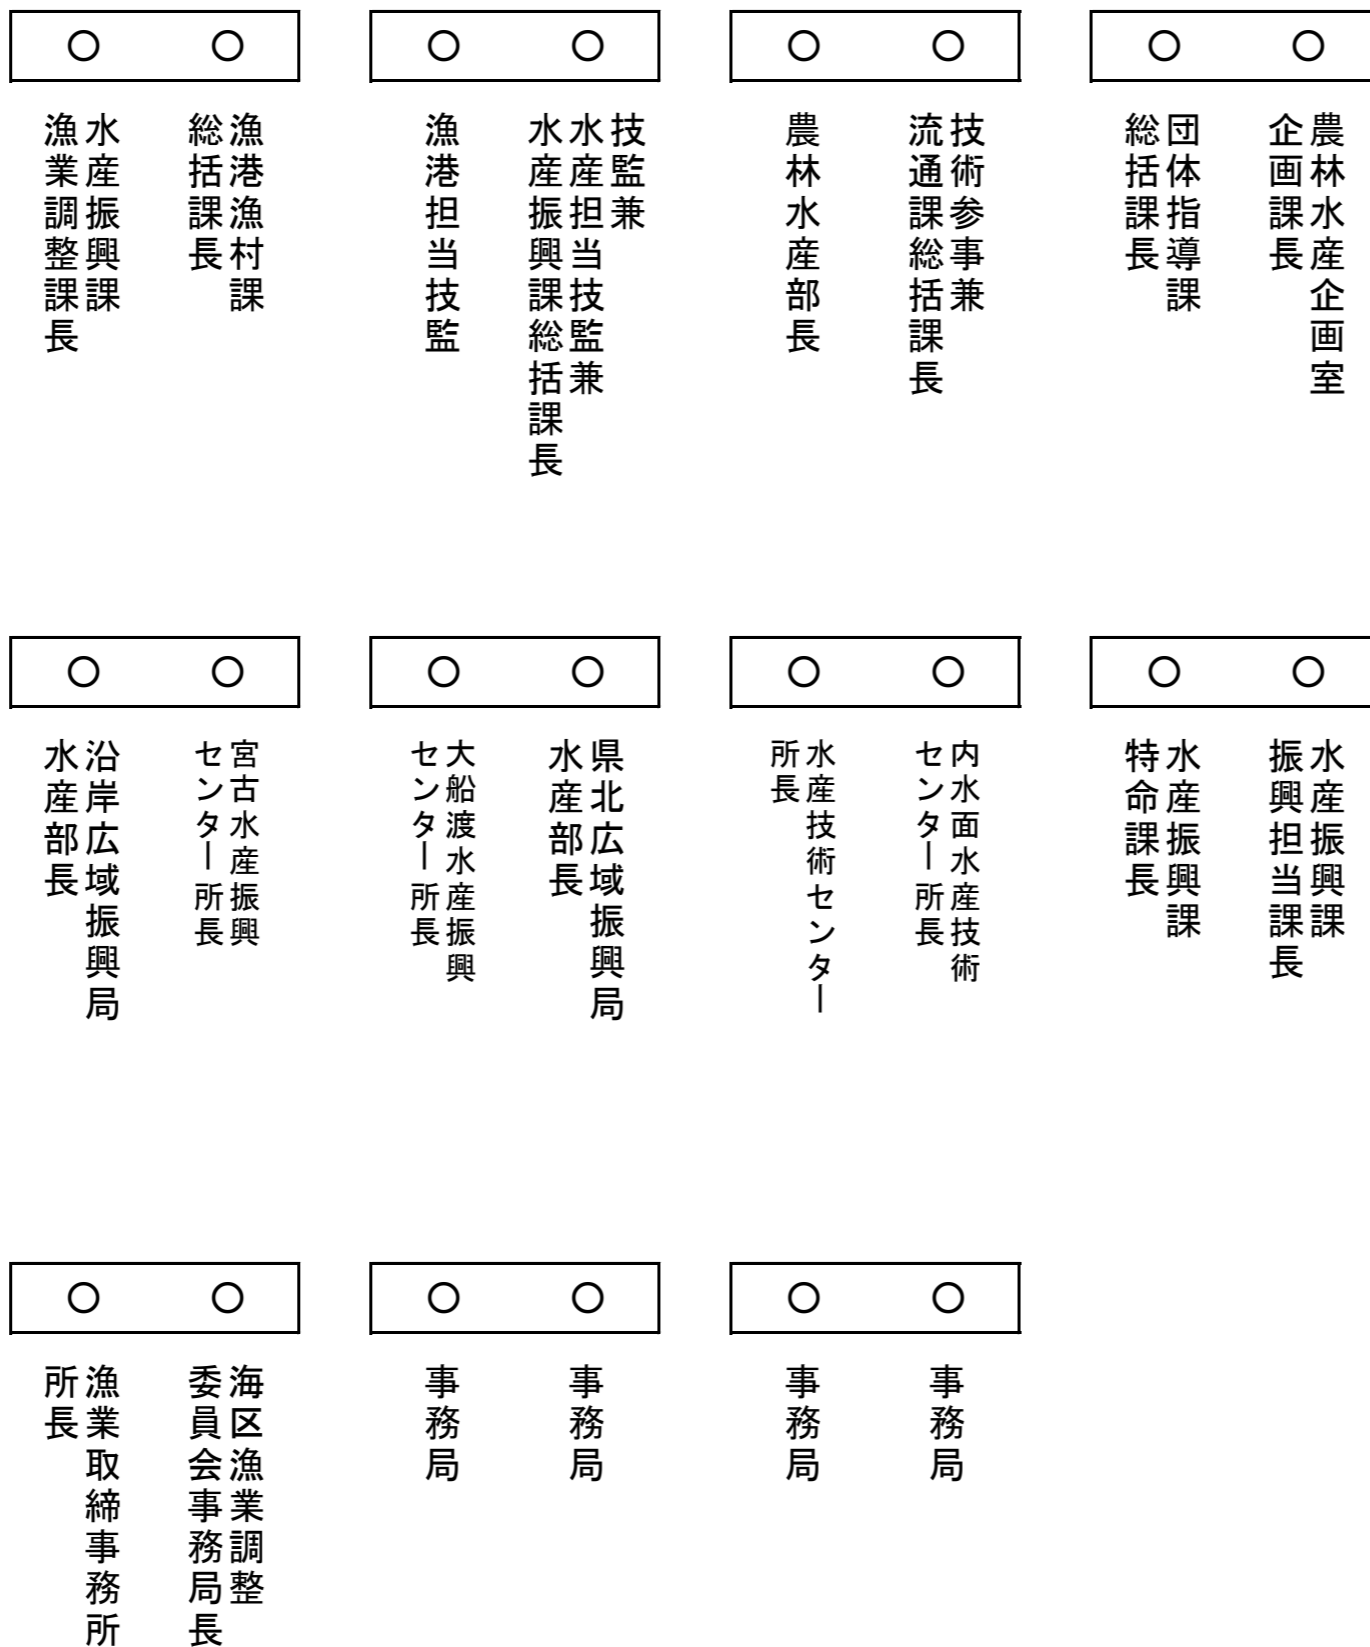 ○ ○
農林水産企画室
企画課長
団体指導課
総括課長
○ ○
技術参事兼
流通課総括課長
農林水産部長
○ ○
技監兼
水産担当技監兼
水産振興課総括課長
漁港担当技監
○ ○
漁港漁村課
総括課長
水産振興課
漁業調整課長
○ ○
水産振興課
振興担当課長
水産振興課
特命課長
○ ○
内水面水産技術
センター所長
水産技術センター
所長
○ ○
県北広域振興局
水産部長
大船渡水産振興
センター所長
○ ○
宮古水産振興
センター所長
沿岸広域振興局
水産部長
○ ○
事務局
事務局
○ ○
事務局
事務局
○ ○
海区漁業調整
委員会事務局長
漁業取締事務所
所長